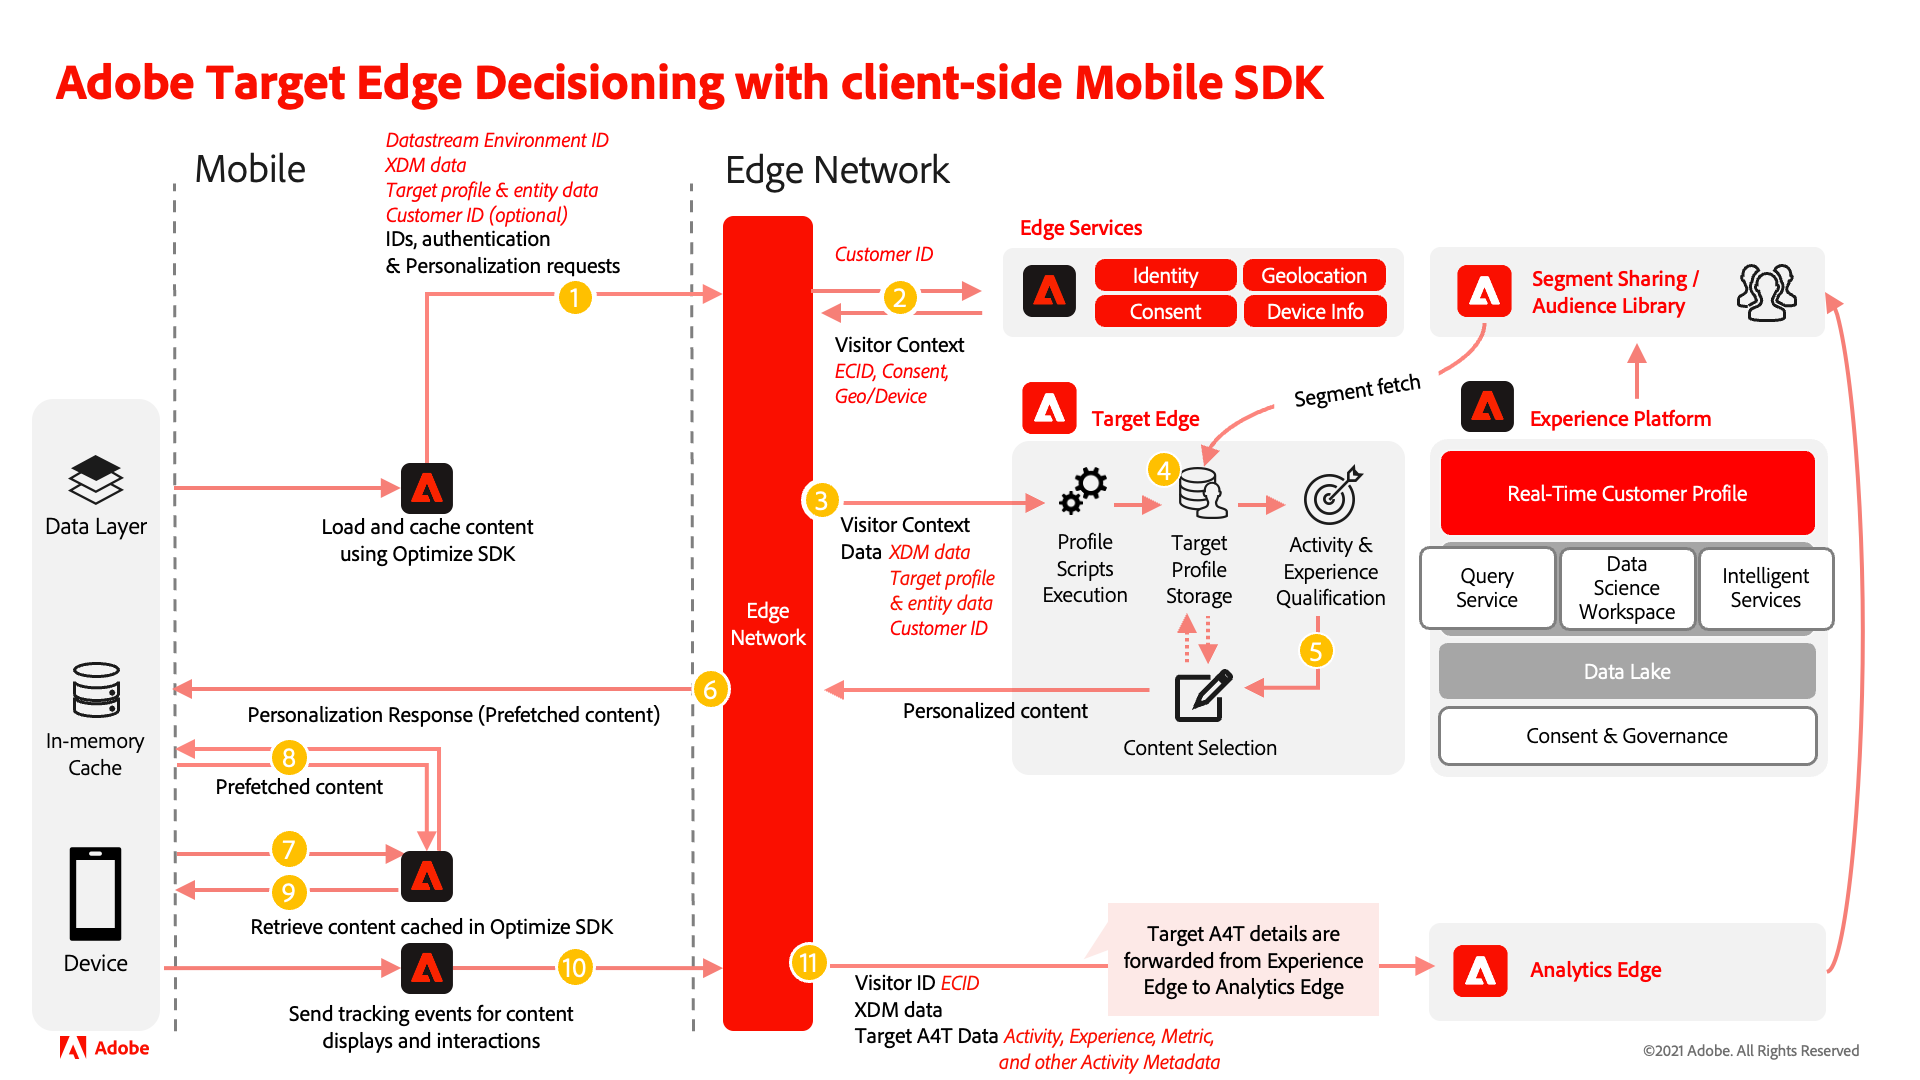 Adobe Target Edge Decisioning with client-side Mobile SDK
Mobile
Datastream Environment ID
XDM data
Target profile & entity data
Customer ID (optional)
IDs, authentication
& Personalization requests
1
Edge Network
Customer ID
2
Visitor Context
ECID, Consent,
Geo/Device
Edge Services
Identity
Geolocation
Consent
Device Info
Segment Sharing /
Audience Library
Segment fetch
Data Layer
Load and cache content
using Optimize SDK
Edge
Network
3
Visitor Context
Data XDM data
Target profile
& entity data
Customer ID
Target Edge
Profile
Scripts
Execution
4
Target
Profile
Storage
Activity &
Experience
Qualification
5
Content Selection
Personalized content
Experience Platform
Real-Time Customer Profile
Query
Service
Data
Science
Workspace
Intelligent
Services
Data Lake
Consent & Governance
6
Personalization Response (Prefetched content)
In-memory
Cache
8
Prefetched content
7
9
Retrieve content cached in Optimize SDK
Device
10
Send tracking events for content
displays and interactions
11
Visitor ID ECID
XDM data
Target A4T Data Activity, Experience, Metric,
and other Activity Metadata
Target A4T details are
forwarded from Experience
Edge to Analytics Edge
Analytics Edge
Adobe
©2021 Adobe. All Rights Reserved